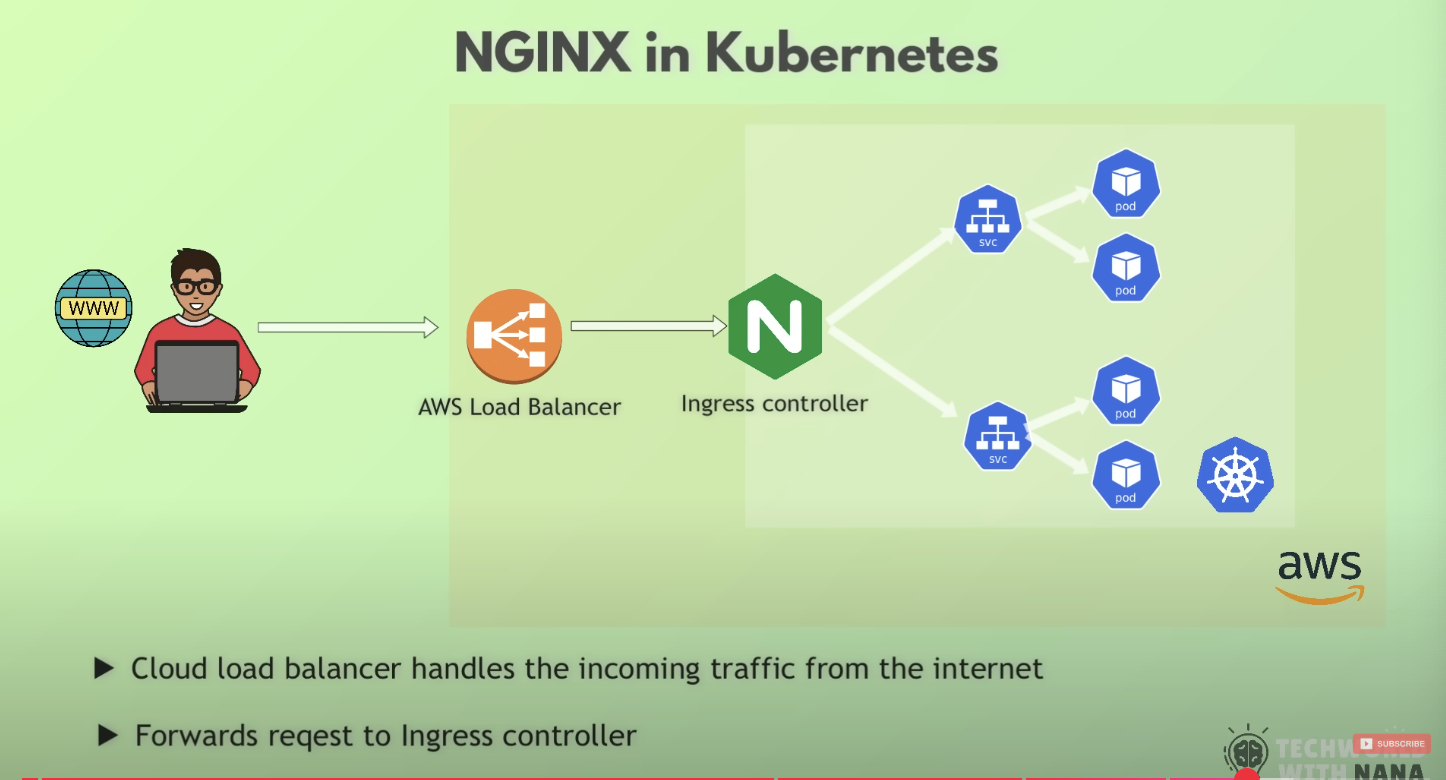 NGINX in Kubernetes
WWW
AWS Load Balancer
Ingress controller
svc
pod
pod
svc
pod
pod
aws
► Cloud load balancer handles the incoming traffic from the internet
► Forwards reqest to Ingress controller
SUBSCRIBE
WITH NANA